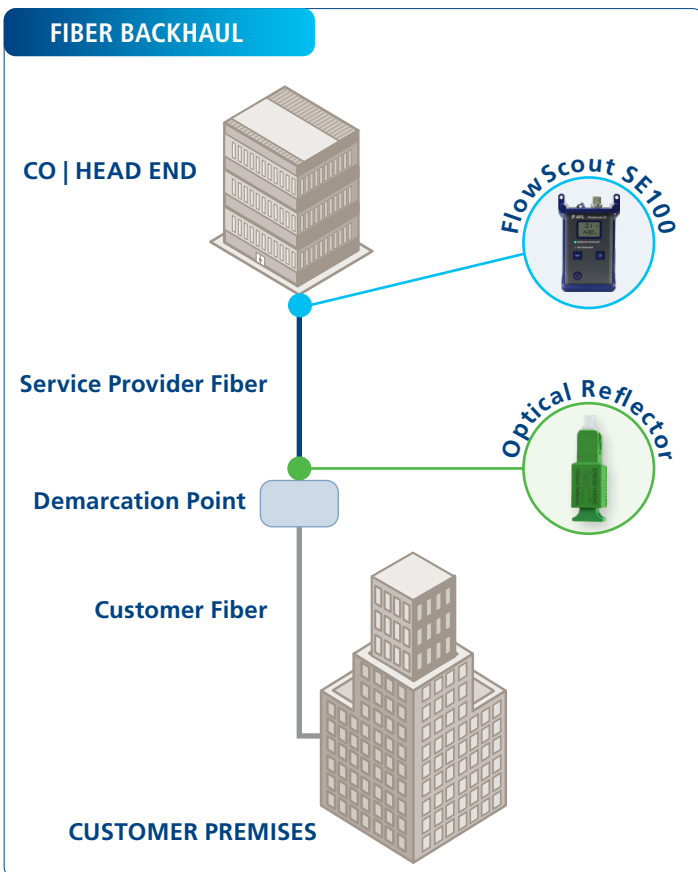 FIBER BACKHAUL
CO | HEAD END
FlowScout SE100
Service Provider Fiber
Optical Reflector
Demarcation Point
Customer Fiber
CUSTOMER PREMISES